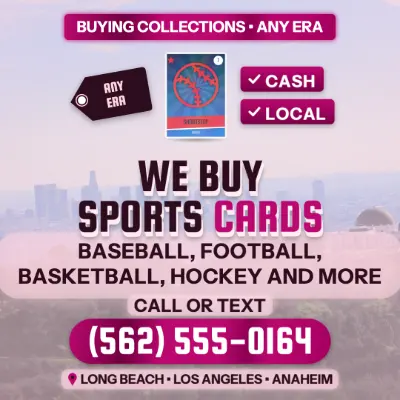 BUYING COLLECTIONS • ANY ERA
ANY
ERA
✓ CASH
✓ LOCAL
WE BUY
SPORTS CARDS
BASEBALL, FOOTBALL,
BASKETBALL, HOCKEY AND MORE
CALL OR TEXT
(562) 555-0164
LONG BEACH • LOS ANGELES • ANAHEIM